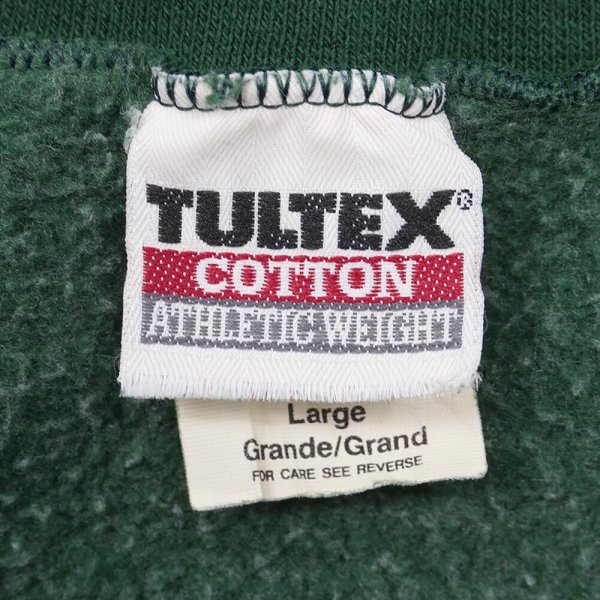 TULTEX®
COTTON
ATHLETIC WEIGHT
Large
Grande/Grand
FOR CARE SEE REVERSE